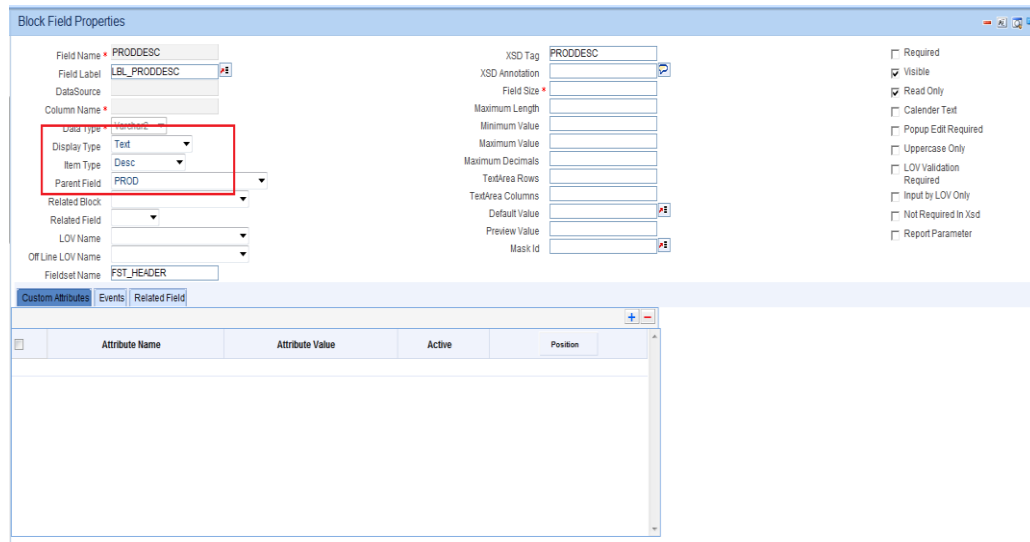 Block Field Properties
Field Name * PRODDESC
Field Label LBL_PRODDESC
DataSource
Column Name *
Data Type * Varchar2
Display Type Text
Item Type Desc
Parent Field PROD
Related Block
Related Field
LOV Name
Off Line LOV Name
Fieldset Name FST_HEADER
XSD Tag PRODDESC
XSD Annotation
Field Size *
Maximum Length
Minimum Value
Maximum Value
Maximum Decimals
TextArea Rows
TextArea Columns
Default Value
Preview Value
Mask Id
Required
Visible
Read Only
Calender Text
Popup Edit Required
Uppercase Only
LOV Validation
Required
Input by LOV Only
Not Required In Xsd
Report Parameter
Custom Attributes Events Related Field
Attribute Name Attribute Value Active Position